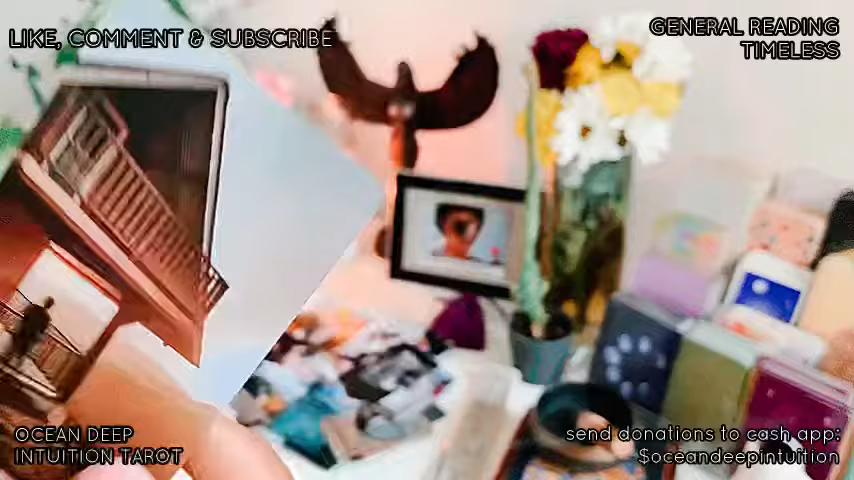 LIKE, COMMENT & SUBSCRIBE
GENERAL READING
TIMELESS
OCEAN DEEP
INTUITION TAROT
send donations to cash app:
$oceandeepintuition